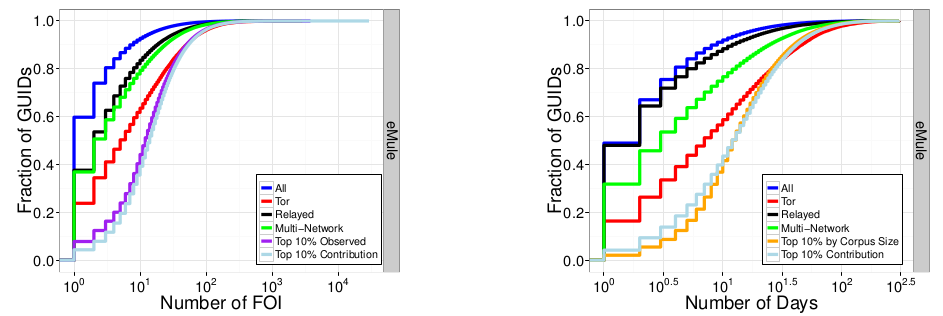 1.0
0.8
0.6
0.4
0.2
0.0
Fraction of GUIDs
All
Tor
Relayed
Multi−Network
Top 10% Observed
Top 10% Contribution
eMule
10^0 10^1 10^2 10^3 10^4
Number of FOI
1.0
0.8
0.6
0.4
0.2
0.0
Fraction of GUIDs
All
Tor
Relayed
Multi−Network
Top 10% by Corpus Size
Top 10% Contribution
eMule
10^0 10^0.5 10^1 10^1.5 10^2 10^2.5
Number of Days